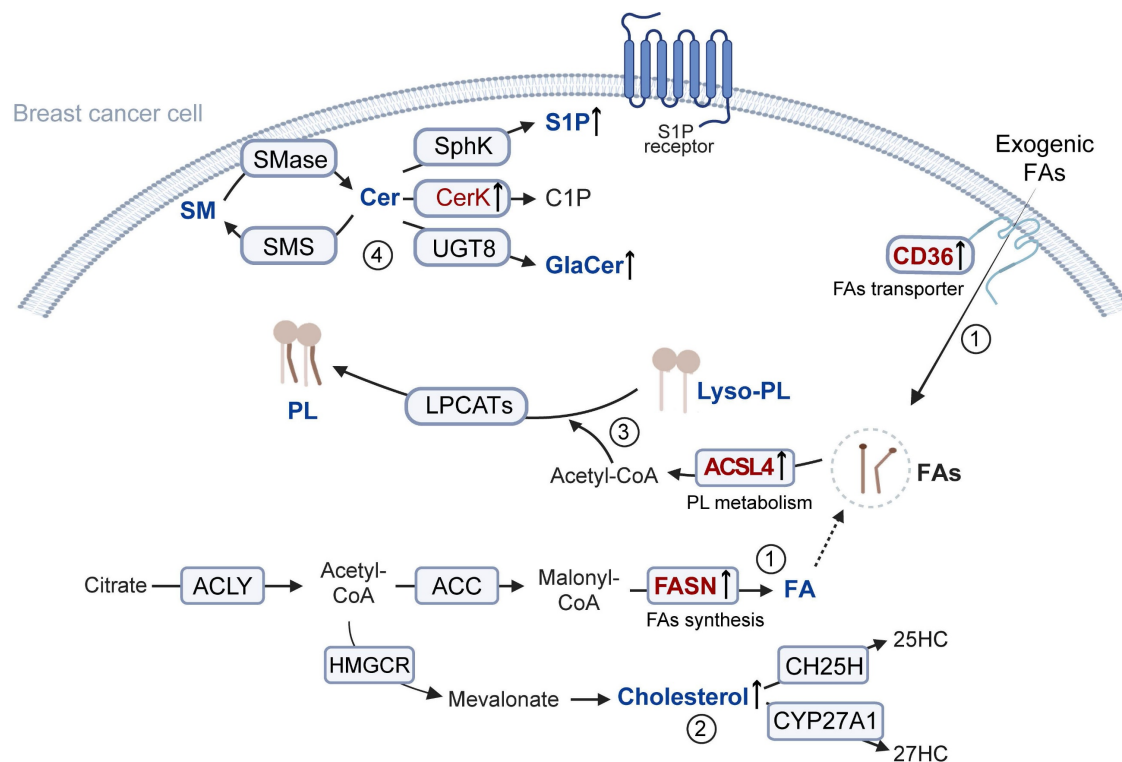 Breast cancer cell
S1P↑
S1P
receptor
Exogenic
FAs
SMase
SphK
SM
Cer
CerK↑
C1P
SMS
④
UGT8
GlaCer↑
CD36↑
FAs transporter
①
PL
LPCATs
Lyso-PL
③
Acetyl-CoA
ACSL4↑
PL metabolism
FAs
Citrate
ACLY
Acetyl-
CoA
ACC
Malonyl-
CoA
FASN↑
FAs synthesis
①
FA
HMGCR
Mevalonate
Cholesterol↑
②
CH25H
25HC
CYP27A1
27HC